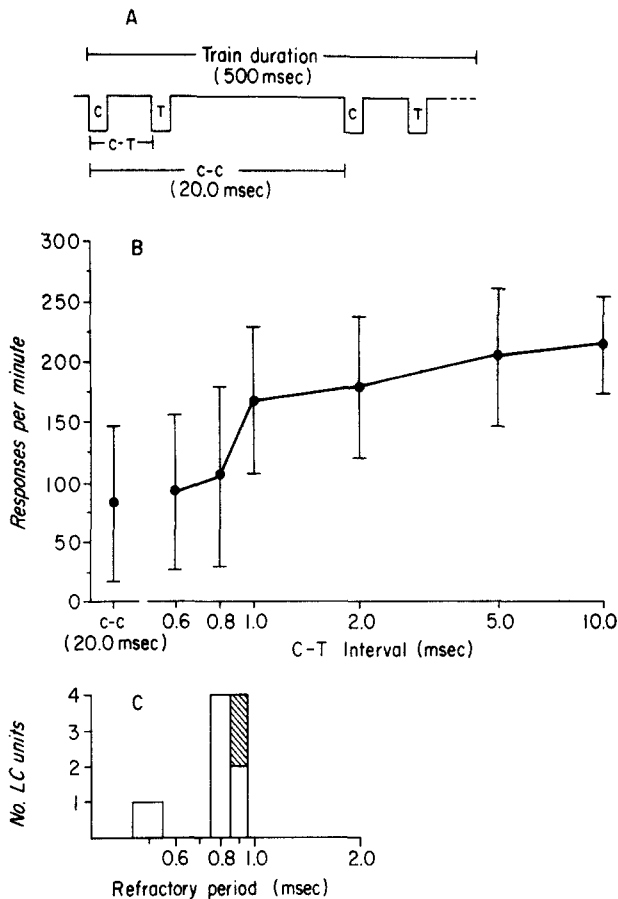 A
Train duration
(500 msec)
C T C T
C-T
C-C
(20.0 msec)
B
300
250
200
150
100
50
0
Responses per minute
C-C
(20.0 msec)
0.6 0.8 1.0 2.0 5.0 10.0
C-T Interval (msec)
C
4
3
2
1
No. LC units
0.6 0.8 1.0 2.0
Refractory period (msec)